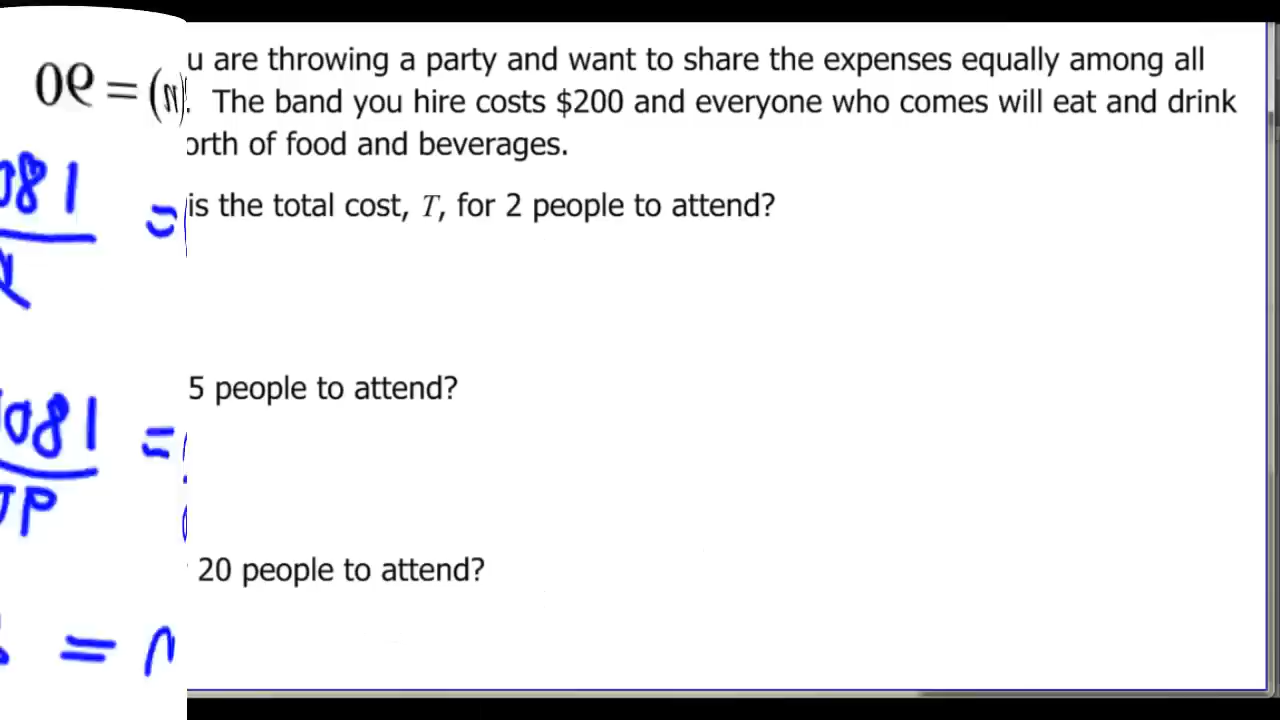 u are throwing a party and want to share the expenses equally among all
. The band you hire costs $200 and everyone who comes will eat and drink
orth of food and beverages.
is the total cost, T, for 2 people to attend?
5 people to attend?
20 people to attend?